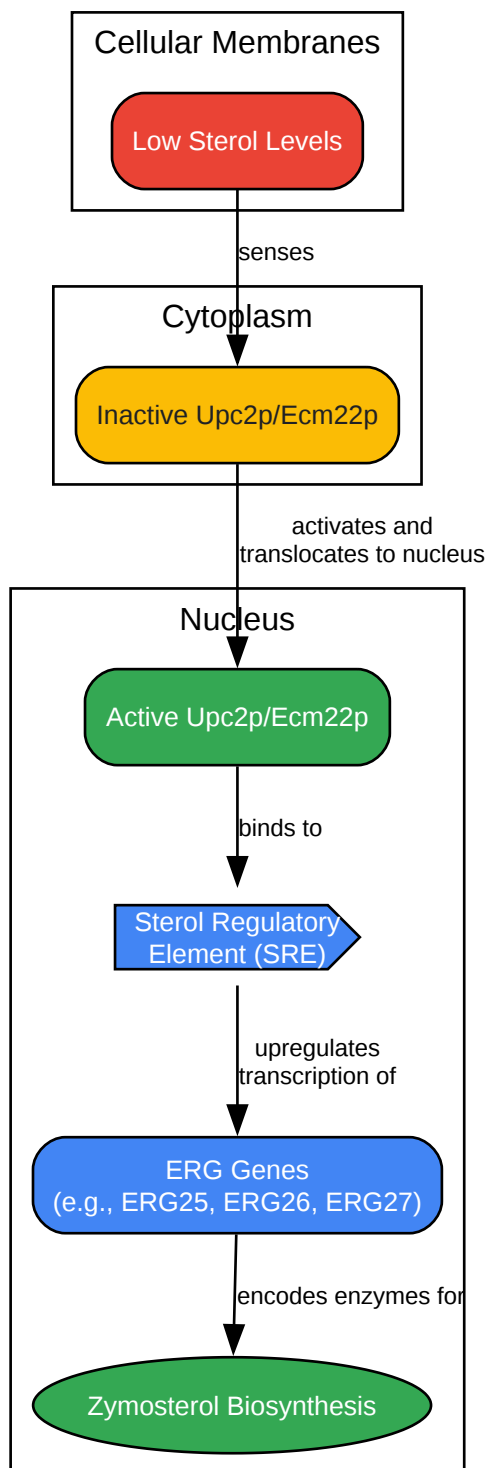 Cellular Membranes
Low Sterol Levels
senses
Cytoplasm
Inactive Upc2p/Ecm22p
activates and
translocates to nucleus
Nucleus
Active Upc2p/Ecm22p
binds to
Sterol Regulatory
Element (SRE)
upregulates
transcription of
ERG Genes
(e.g., ERG25, ERG26, ERG27)
encodes enzymes for
Zymosterol Biosynthesis